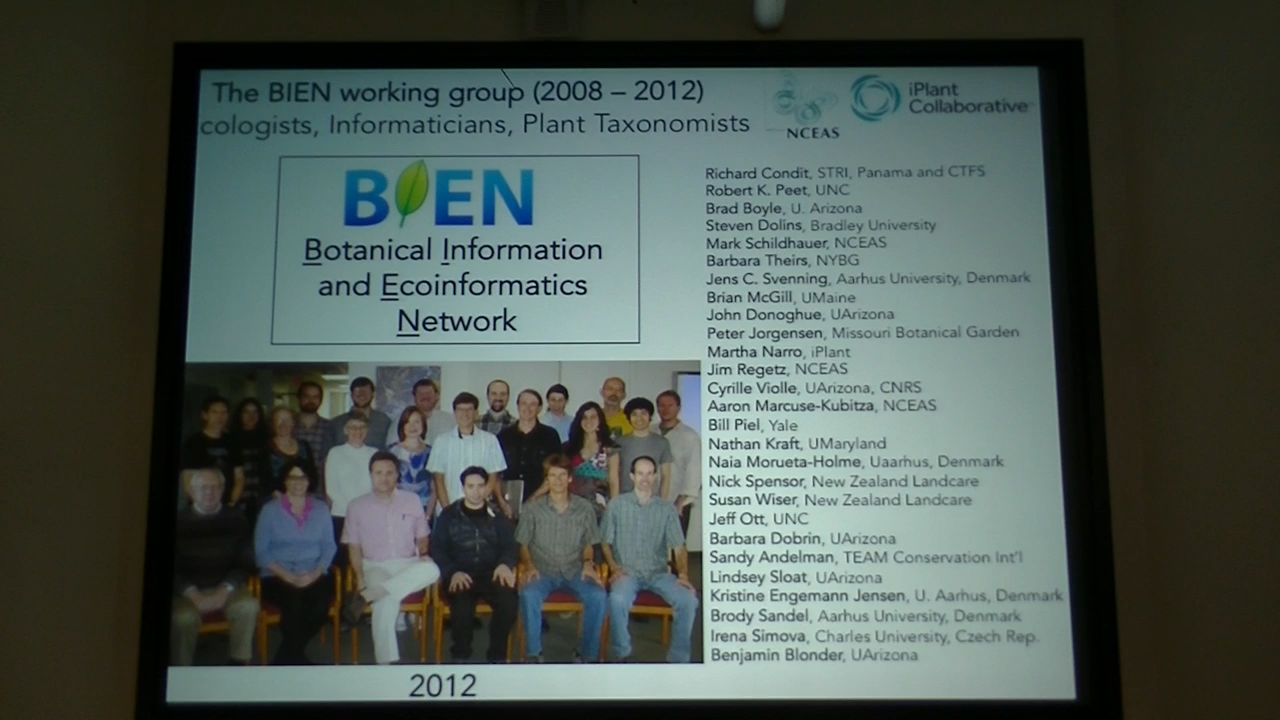 The BIEN working group (2008 – 2012)
cologists, Informaticians, Plant Taxonomists
NCEAS
iPlant
Collaborative
BIEN
Botanical Information
and Ecoinformatics
Network
Richard Condit, STRI, Panama and CTFS
Robert K. Peet, UNC
Brad Boyle, U. Arizona
Steven Dolins, Bradley University
Mark Schildhauer, NCEAS
Barbara Theirs, NYBG
Jens C. Svenning, Aarhus University, Denmark
Brian McGill, UMaine
John Donoghue, UArizona
Peter Jorgensen, Missouri Botanical Garden
Martha Narro, iPlant
Jim Regetz, NCEAS
Cyrille Violle, UArizona, CNRS
Aaron Marcuse-Kubitza, NCEAS
Bill Piel, Yale
Nathan Kraft, UMaryland
Naia Morueta-Holme, Uaarhus, Denmark
Nick Spensor, New Zealand Landcare
Susan Wiser, New Zealand Landcare
Jeff Ott, UNC
Barbara Dobrin, UArizona
Sandy Andelman, TEAM Conservation Int'l
Lindsey Sloat, UArizona
Kristine Engemann Jensen, U. Aarhus, Denmark
Brody Sandel, Aarhus University, Denmark
Irena Simova, Charles University, Czech Rep.
Benjamin Blonder, UArizona
2012